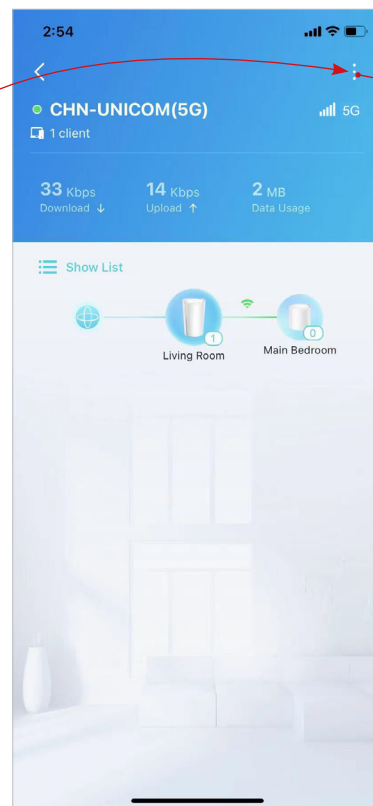 2:54
CHN-UNICOM(5G)
5G
1 client
33 Kbps
14 Kbps
2 MB
Download ↓
Upload ↑
Data Usage
Show List
1
0
Living Room
Main Bedroom